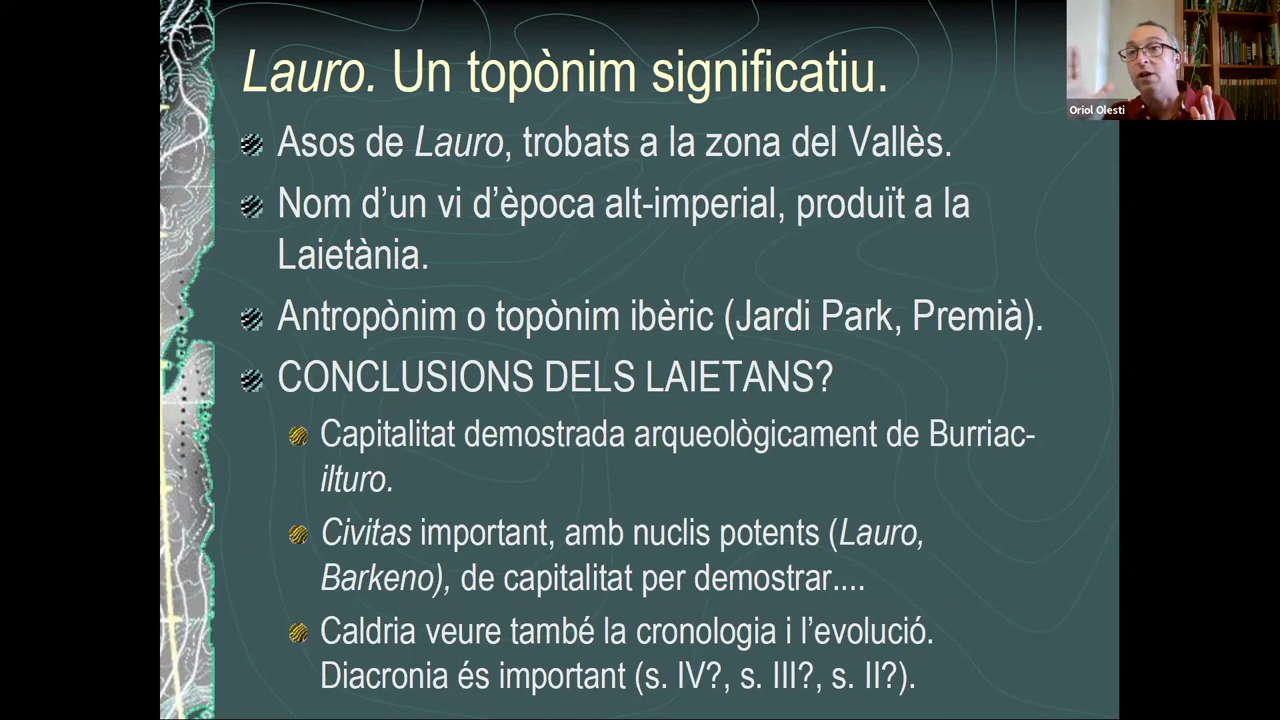 Lauro. Un topònim significatiu.
Asos de Lauro, trobats a la zona del Vallès.
Nom d’un vi d’època alt-imperial, produït a la
Laietània.
Antropònim o topònim ibèric (Jardi Park, Premià).
CONCLUSIONS DELS LAIETANS?
Capitalitat demostrada arqueològicament de Burriac-
ilturo.
Civitas important, amb nuclis potents (Lauro,
Barkeno), de capitalitat per demostrar....
Caldria veure també la cronologia i l’evolució.
Diacronia és important (s. IV?, s. III?, s. II?).
Oriol Olesti